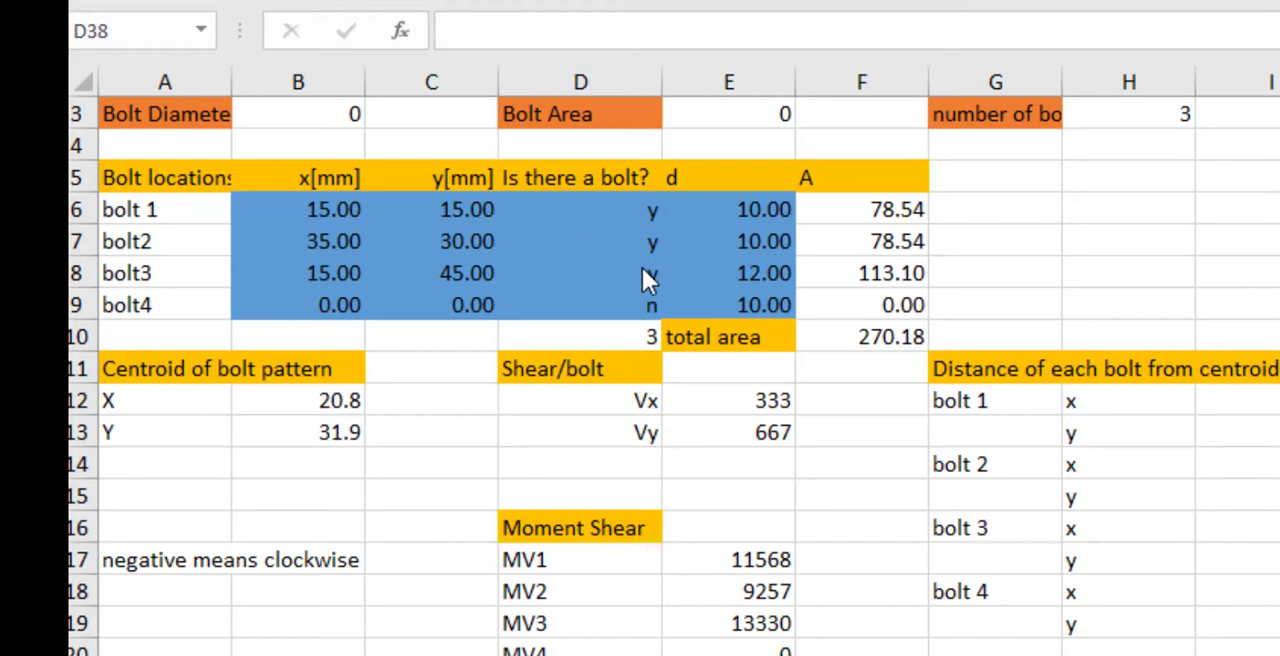 D38 fx
A B C D E F G H I
3 Bolt Diamete 0 Bolt Area 0 number of bo 3
4
5 Bolt locations x[mm] y[mm] Is there a bolt? d A
6 bolt 1 15.00 15.00 y 10.00 78.54
7 bolt2 35.00 30.00 y 10.00 78.54
8 bolt3 15.00 45.00 y 12.00 113.10
9 bolt4 0.00 0.00 n 10.00 0.00
10 3 total area 270.18
11 Centroid of bolt pattern Shear/bolt Distance of each bolt from centroid
12 X 20.8 Vx 333 bolt 1 x
13 Y 31.9 Vy 667 y
14 bolt 2 x
15 y
16 Moment Shear bolt 3 x
17 negative means clockwise MV1 11568 y
18 MV2 9257 bolt 4 x
19 MV3 13330 y
20 MV4 0